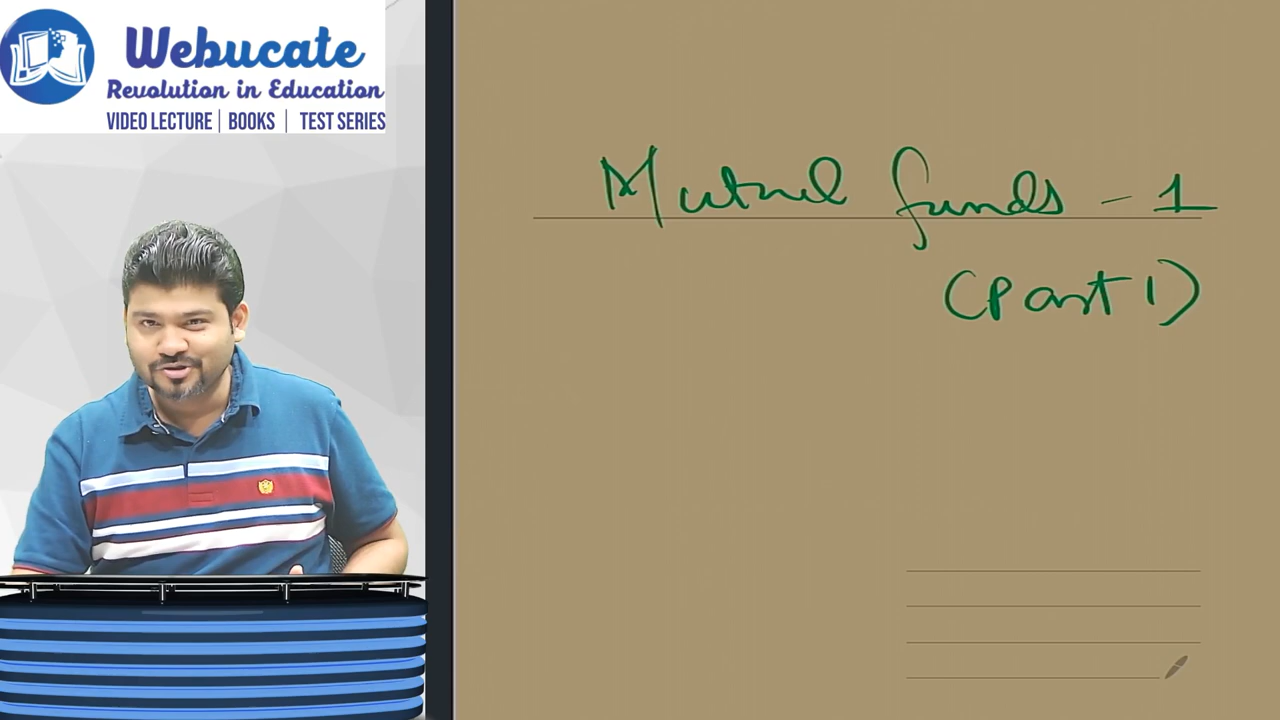 Webucate
Revolution in Education
VIDEO LECTURE | BOOKS | TEST SERIES
Mutual funds - 1
(Part 1)